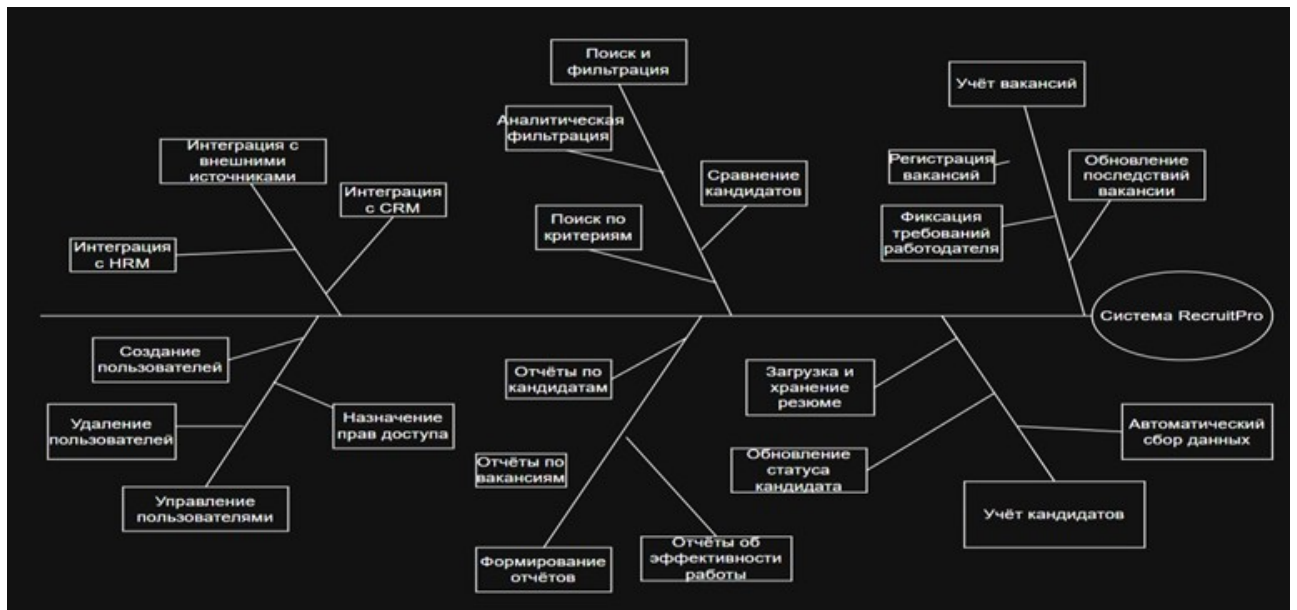 Поиск и
фильтрация
Учёт вакансий
Аналитическая
фильтрация
Интеграция с
внешними
источниками
Регистрация
вакансий
Обновление
последствий
вакансии
Сравнение
кандидатов
Интеграция
с CRM
Поиск по
критериям
Фиксация
требований
работодателя
Интеграция
с HRM
Система RecruitPro
Создание
пользователей
Отчёты по
кандидатам
Загрузка и
хранение
резюме
Удаление
пользователей
Назначение
прав доступа
Автоматический
сбор данных
Отчёты по
вакансиям
Обновление
статуса
кандидата
Управление
пользователями
Учёт кандидатов
Формирование
отчётов
Отчёты об
эффективности
работы